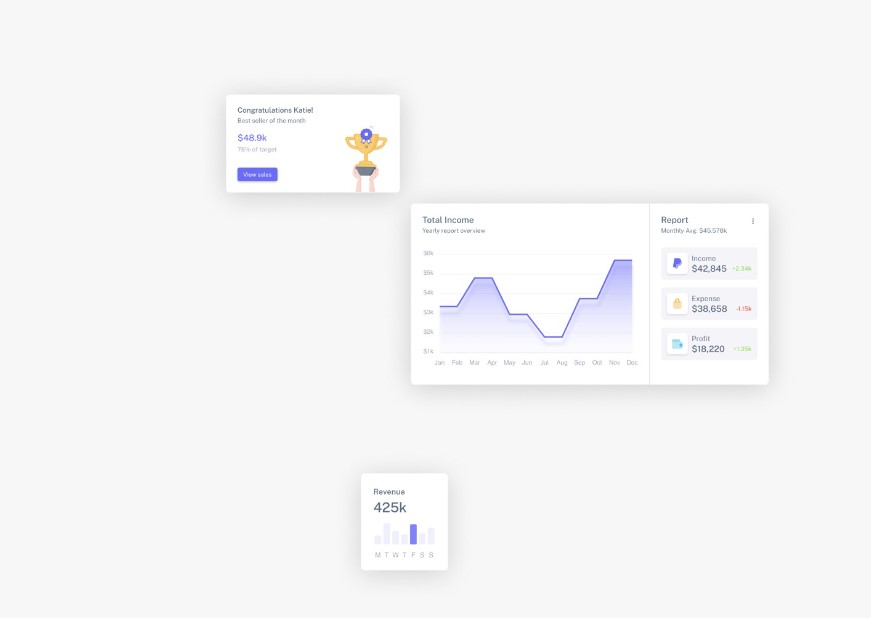 Congratulations Katie!
Best seller of the month
$48.9k
78% of target
View sales
Total Income
Yearly report overview
$6k
$5k
$4k
$3k
$2k
$1k
Jan Feb Mar Apr May Jun Jul Aug Sep Oct Nov Dec
Report
Monthly Avg. $45.578k
Income
$42,845 +2.34k
Expense
$38,658 -1.15k
Profit
$18,220 +1.35k
Revenue
425k
M T W T F S S